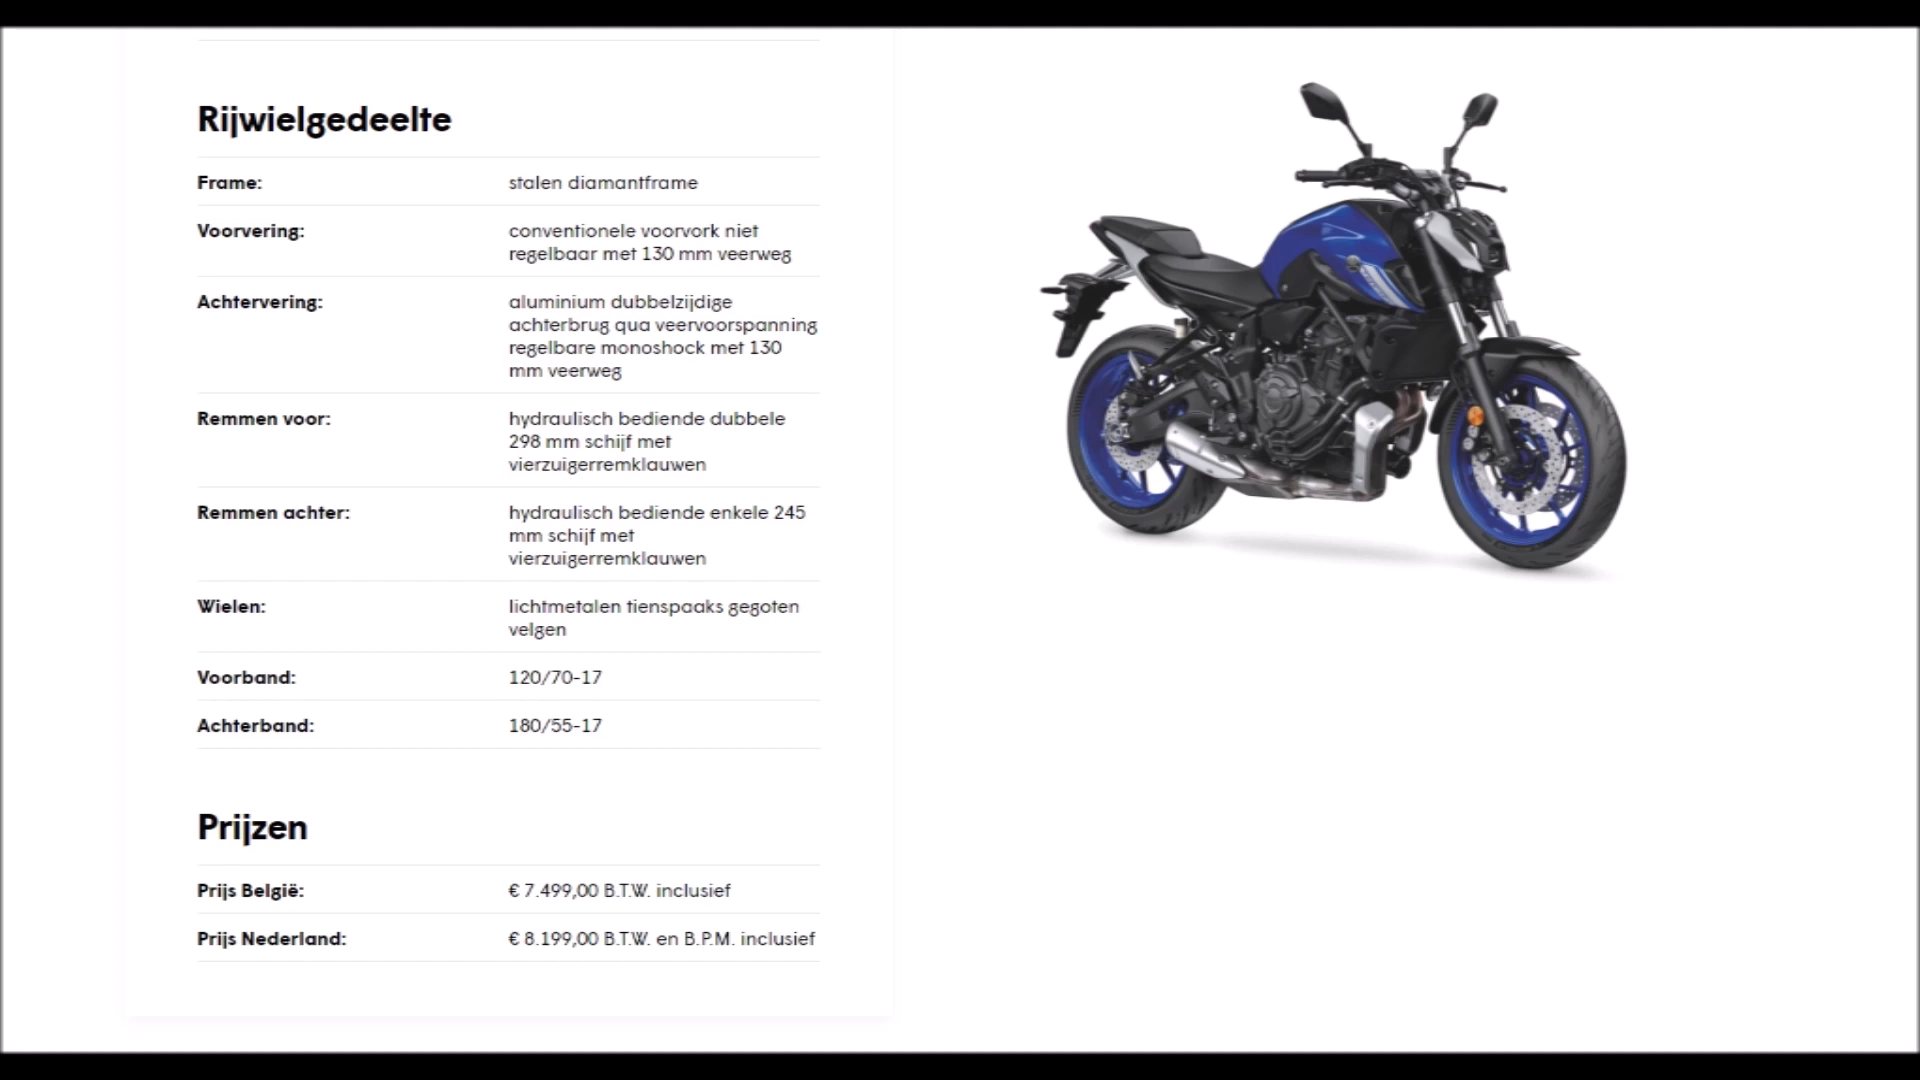 Rijwielgedeelte
Frame: stalen diamantframe
Voorvering: conventionele voorvork niet
regelbaar met 130 mm veerweg
Achtervering: aluminium dubbelzijdige
achterbrug qua veervoorspanning
regelbare monoshock met 130
mm veerweg
Remmen voor: hydraulisch bediende dubbele
298 mm schijf met
vierzuigerremklauwen
Remmen achter: hydraulisch bediende enkele 245
mm schijf met
vierzuigerremklauwen
Wielen: lichtmetalen tienspaaks gegoten
velgen
Voorband: 120/70-17
Achterband: 180/55-17
Prijzen
Prijs België: € 7.499,00 B.T.W. inclusief
Prijs Nederland: € 8.199,00 B.T.W. en B.P.M. inclusief